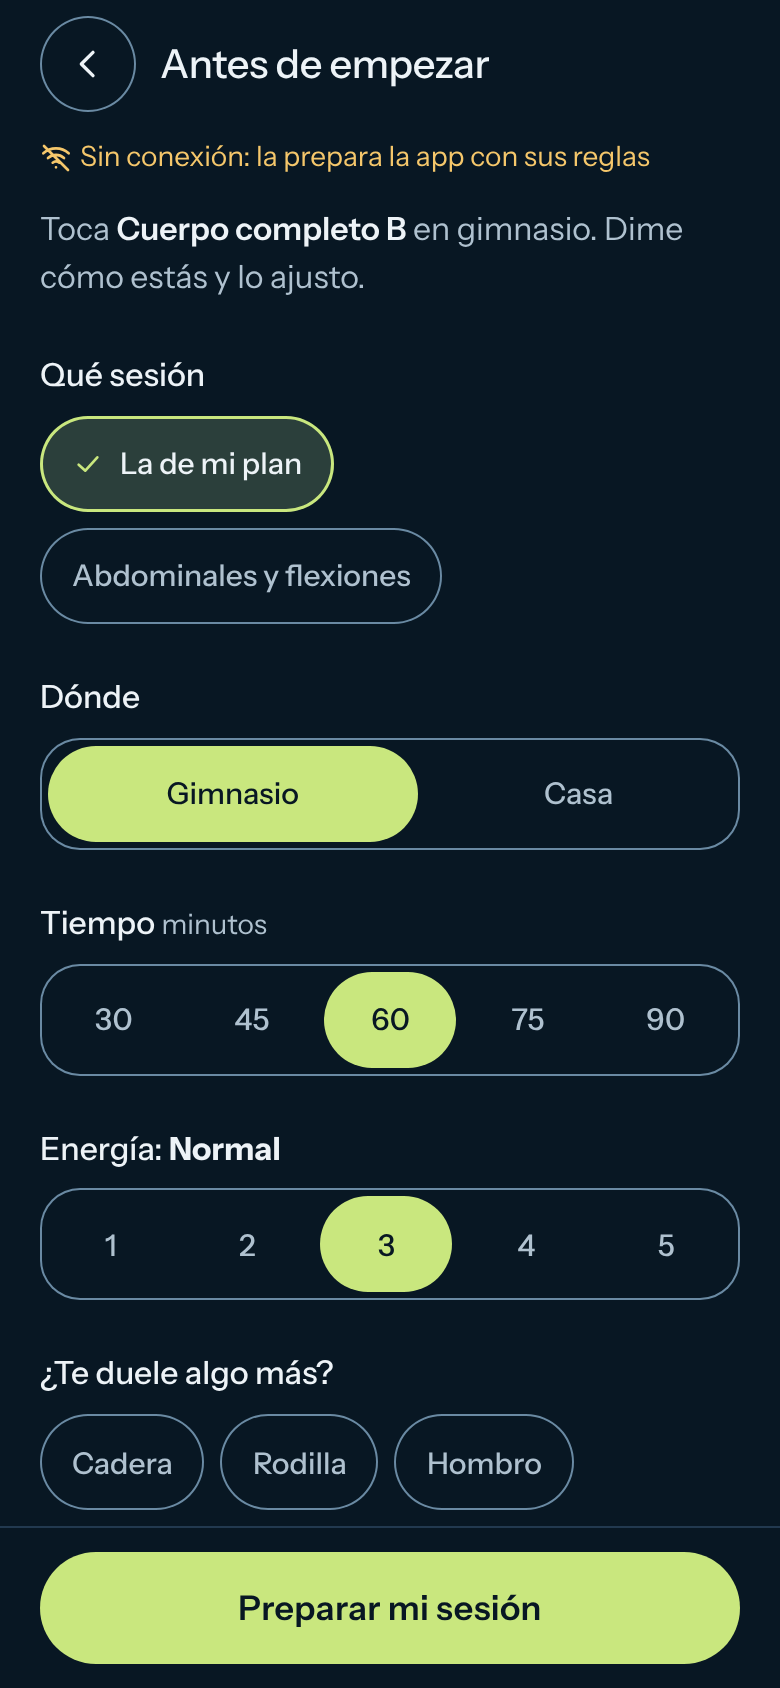 Antes de empezar
Sin conexión: la prepara la app con sus reglas
Toca Cuerpo completo B en gimnasio. Dime
cómo estás y lo ajusto.
Qué sesión
La de mi plan
Abdominales y flexiones
Dónde
Gimnasio Casa
Tiempo minutos
30 45 60 75 90
Energía: Normal
1 2 3 4 5
¿Te duele algo más?
Cadera Rodilla Hombro
Preparar mi sesión